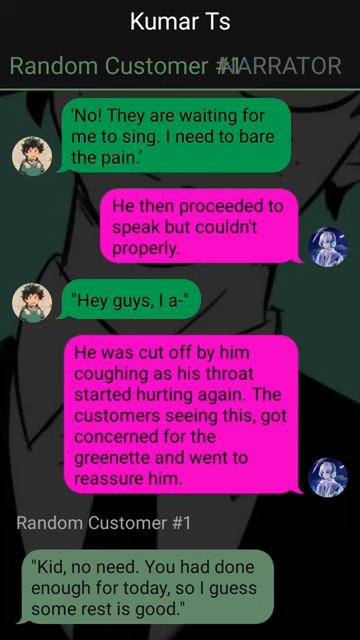 Kumar Ts
Random Customer #1
NARRATOR
'No! They are waiting for
me to sing. I need to bare
the pain.'
He then proceeded to
speak but couldn't
properly.
"Hey guys, I a-"
He was cut off by him
coughing as his throat
started hurting again. The
customers seeing this, got
concerned for the
greenette and went to
reassure him.
Random Customer #1
"Kid, no need. You had done
enough for today, so I guess
some rest is good."